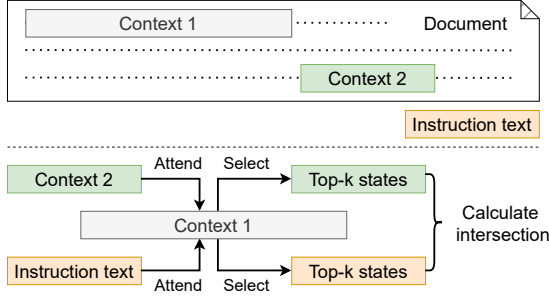 Context 1
Document
Context 2
Instruction text
Attend
Select
Context 2
Top-k states
Context 1
Calculate
intersection
Instruction text
Top-k states
Attend
Select